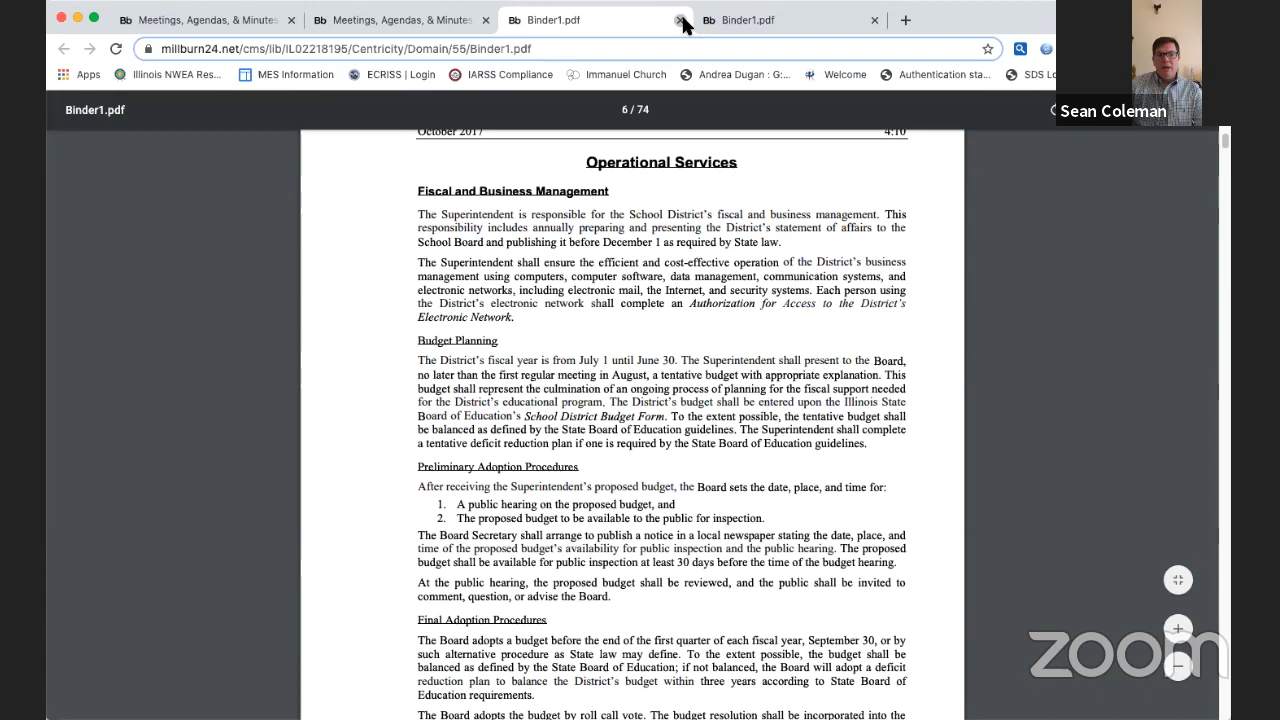 Bb Meetings, Agendas, & Minutes
Bb Meetings, Agendas, & Minutes
Bb Binder1.pdf
Bb Binder1.pdf
millburn24.net/cms/lib/IL02218195/Centricity/Domain/55/Binder1.pdf
Apps Illinois NWEA Res... MES Information ECRISS | Login IARSS Compliance Immanuel Church Andrea Dugan : G:... Welcome Authentication sta... SDS Lo
Binder1.pdf
6 / 74
Sean Coleman
October 2017 4:10
Operational Services
Fiscal and Business Management
The Superintendent is responsible for the School District's fiscal and business management. This
responsibility includes annually preparing and presenting the District's statement of affairs to the
School Board and publishing it before December 1 as required by State law.
The Superintendent shall ensure the efficient and cost-effective operation of the District's business
management using computers, computer software, data management, communication systems, and
electronic networks, including electronic mail, the Internet, and security systems. Each person using
the District's electronic network shall complete an Authorization for Access to the District's
Electronic Network.
Budget Planning
The District's fiscal year is from July 1 until June 30. The Superintendent shall present to the Board,
no later than the first regular meeting in August, a tentative budget with appropriate explanation. This
budget shall represent the culmination of an ongoing process of planning for the fiscal support needed
for the District's educational program. The District's budget shall be entered upon the Illinois State
Board of Education's School District Budget Form. To the extent possible, the tentative budget shall
be balanced as defined by the State Board of Education guidelines. The Superintendent shall complete
a tentative deficit reduction plan if one is required by the State Board of Education guidelines.
Preliminary Adoption Procedures
After receiving the Superintendent's proposed budget, the Board sets the date, place, and time for:
1. A public hearing on the proposed budget, and
2. The proposed budget to be available to the public for inspection.
The Board Secretary shall arrange to publish a notice in a local newspaper stating the date, place, and
time of the proposed budget's availability for public inspection and the public hearing. The proposed
budget shall be available for public inspection at least 30 days before the time of the budget hearing.
At the public hearing, the proposed budget shall be reviewed, and the public shall be invited to
comment, question, or advise the Board.
Final Adoption Procedures
The Board adopts a budget before the end of the first quarter of each fiscal year, September 30, or by
such alternative procedure as State law may define. To the extent possible, the budget shall be
balanced as defined by the State Board of Education; if not balanced, the Board will adopt a deficit
reduction plan to balance the District's budget within three years according to State Board of
Education requirements.
The Board adopts the budget by roll call vote. The budget resolution shall be incorporated into the
zoom